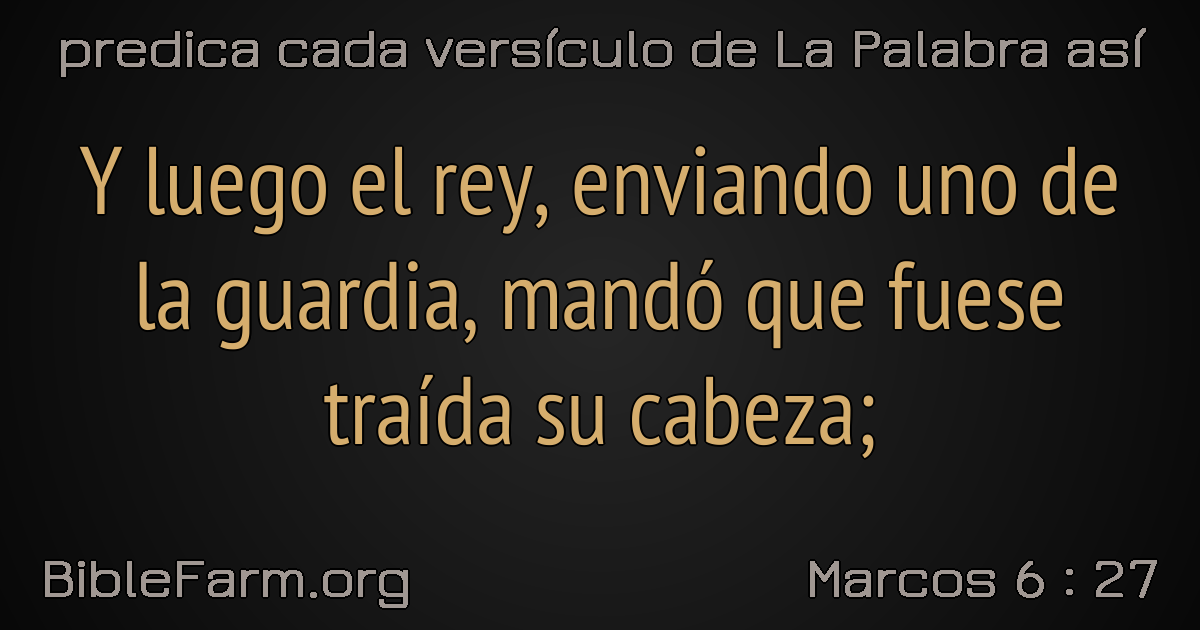 predica cada versículo de La Palabra así
Y luego el rey, enviando uno de
la guardia, mandó que fuese
traída su cabeza;
BibleFarm.org
Marcos 6 : 27